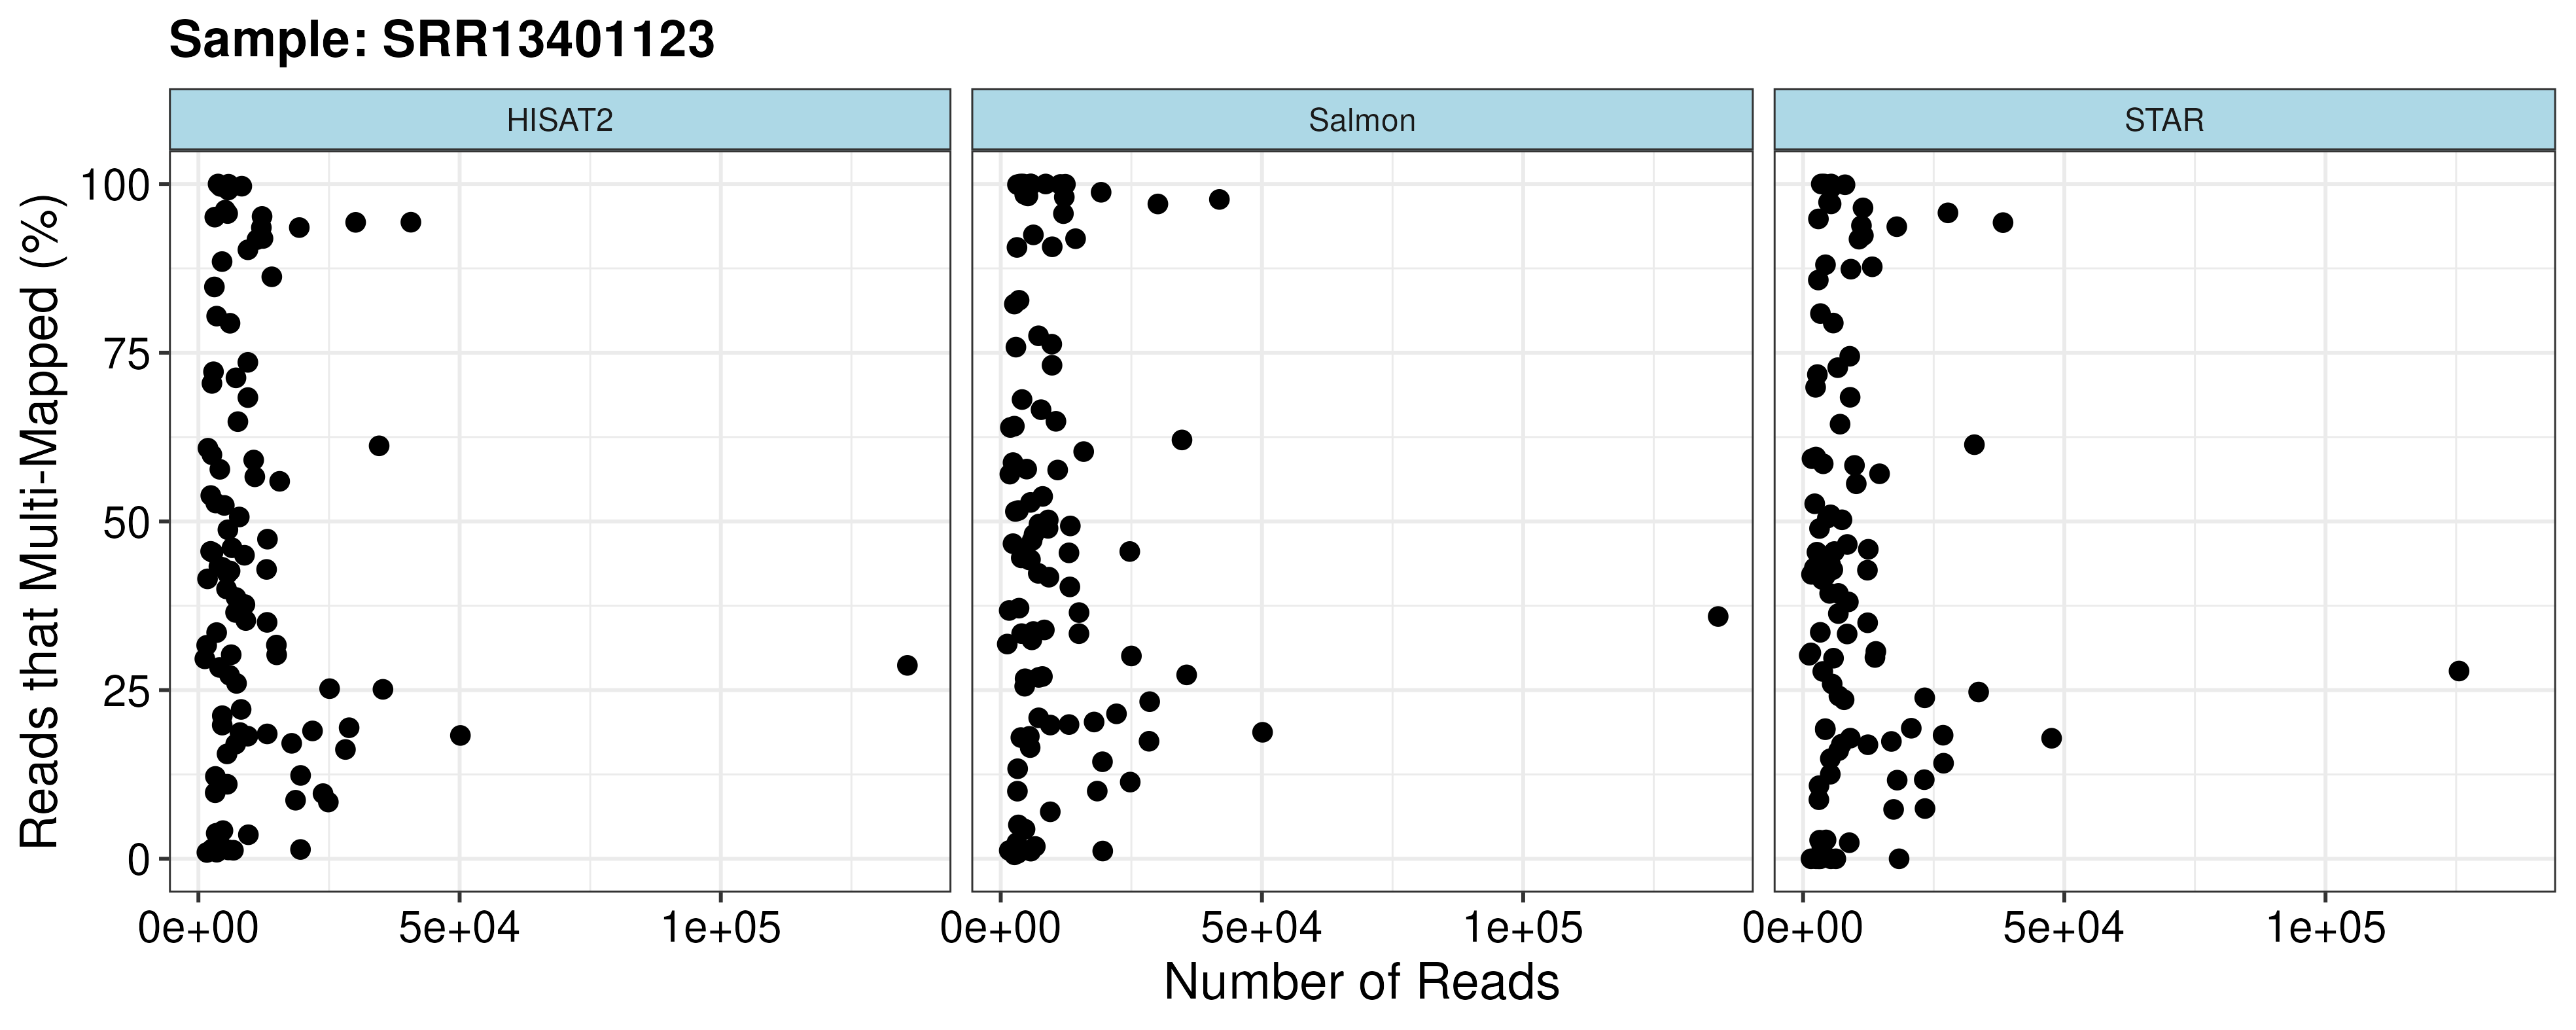 Sample: SRR13401123
HISAT2
Salmon
STAR
Reads that Multi-Mapped (%)
100
75
50
25
0
0e+00 5e+04 1e+05
0e+00 5e+04 1e+05
0e+00 5e+04 1e+05
Number of Reads